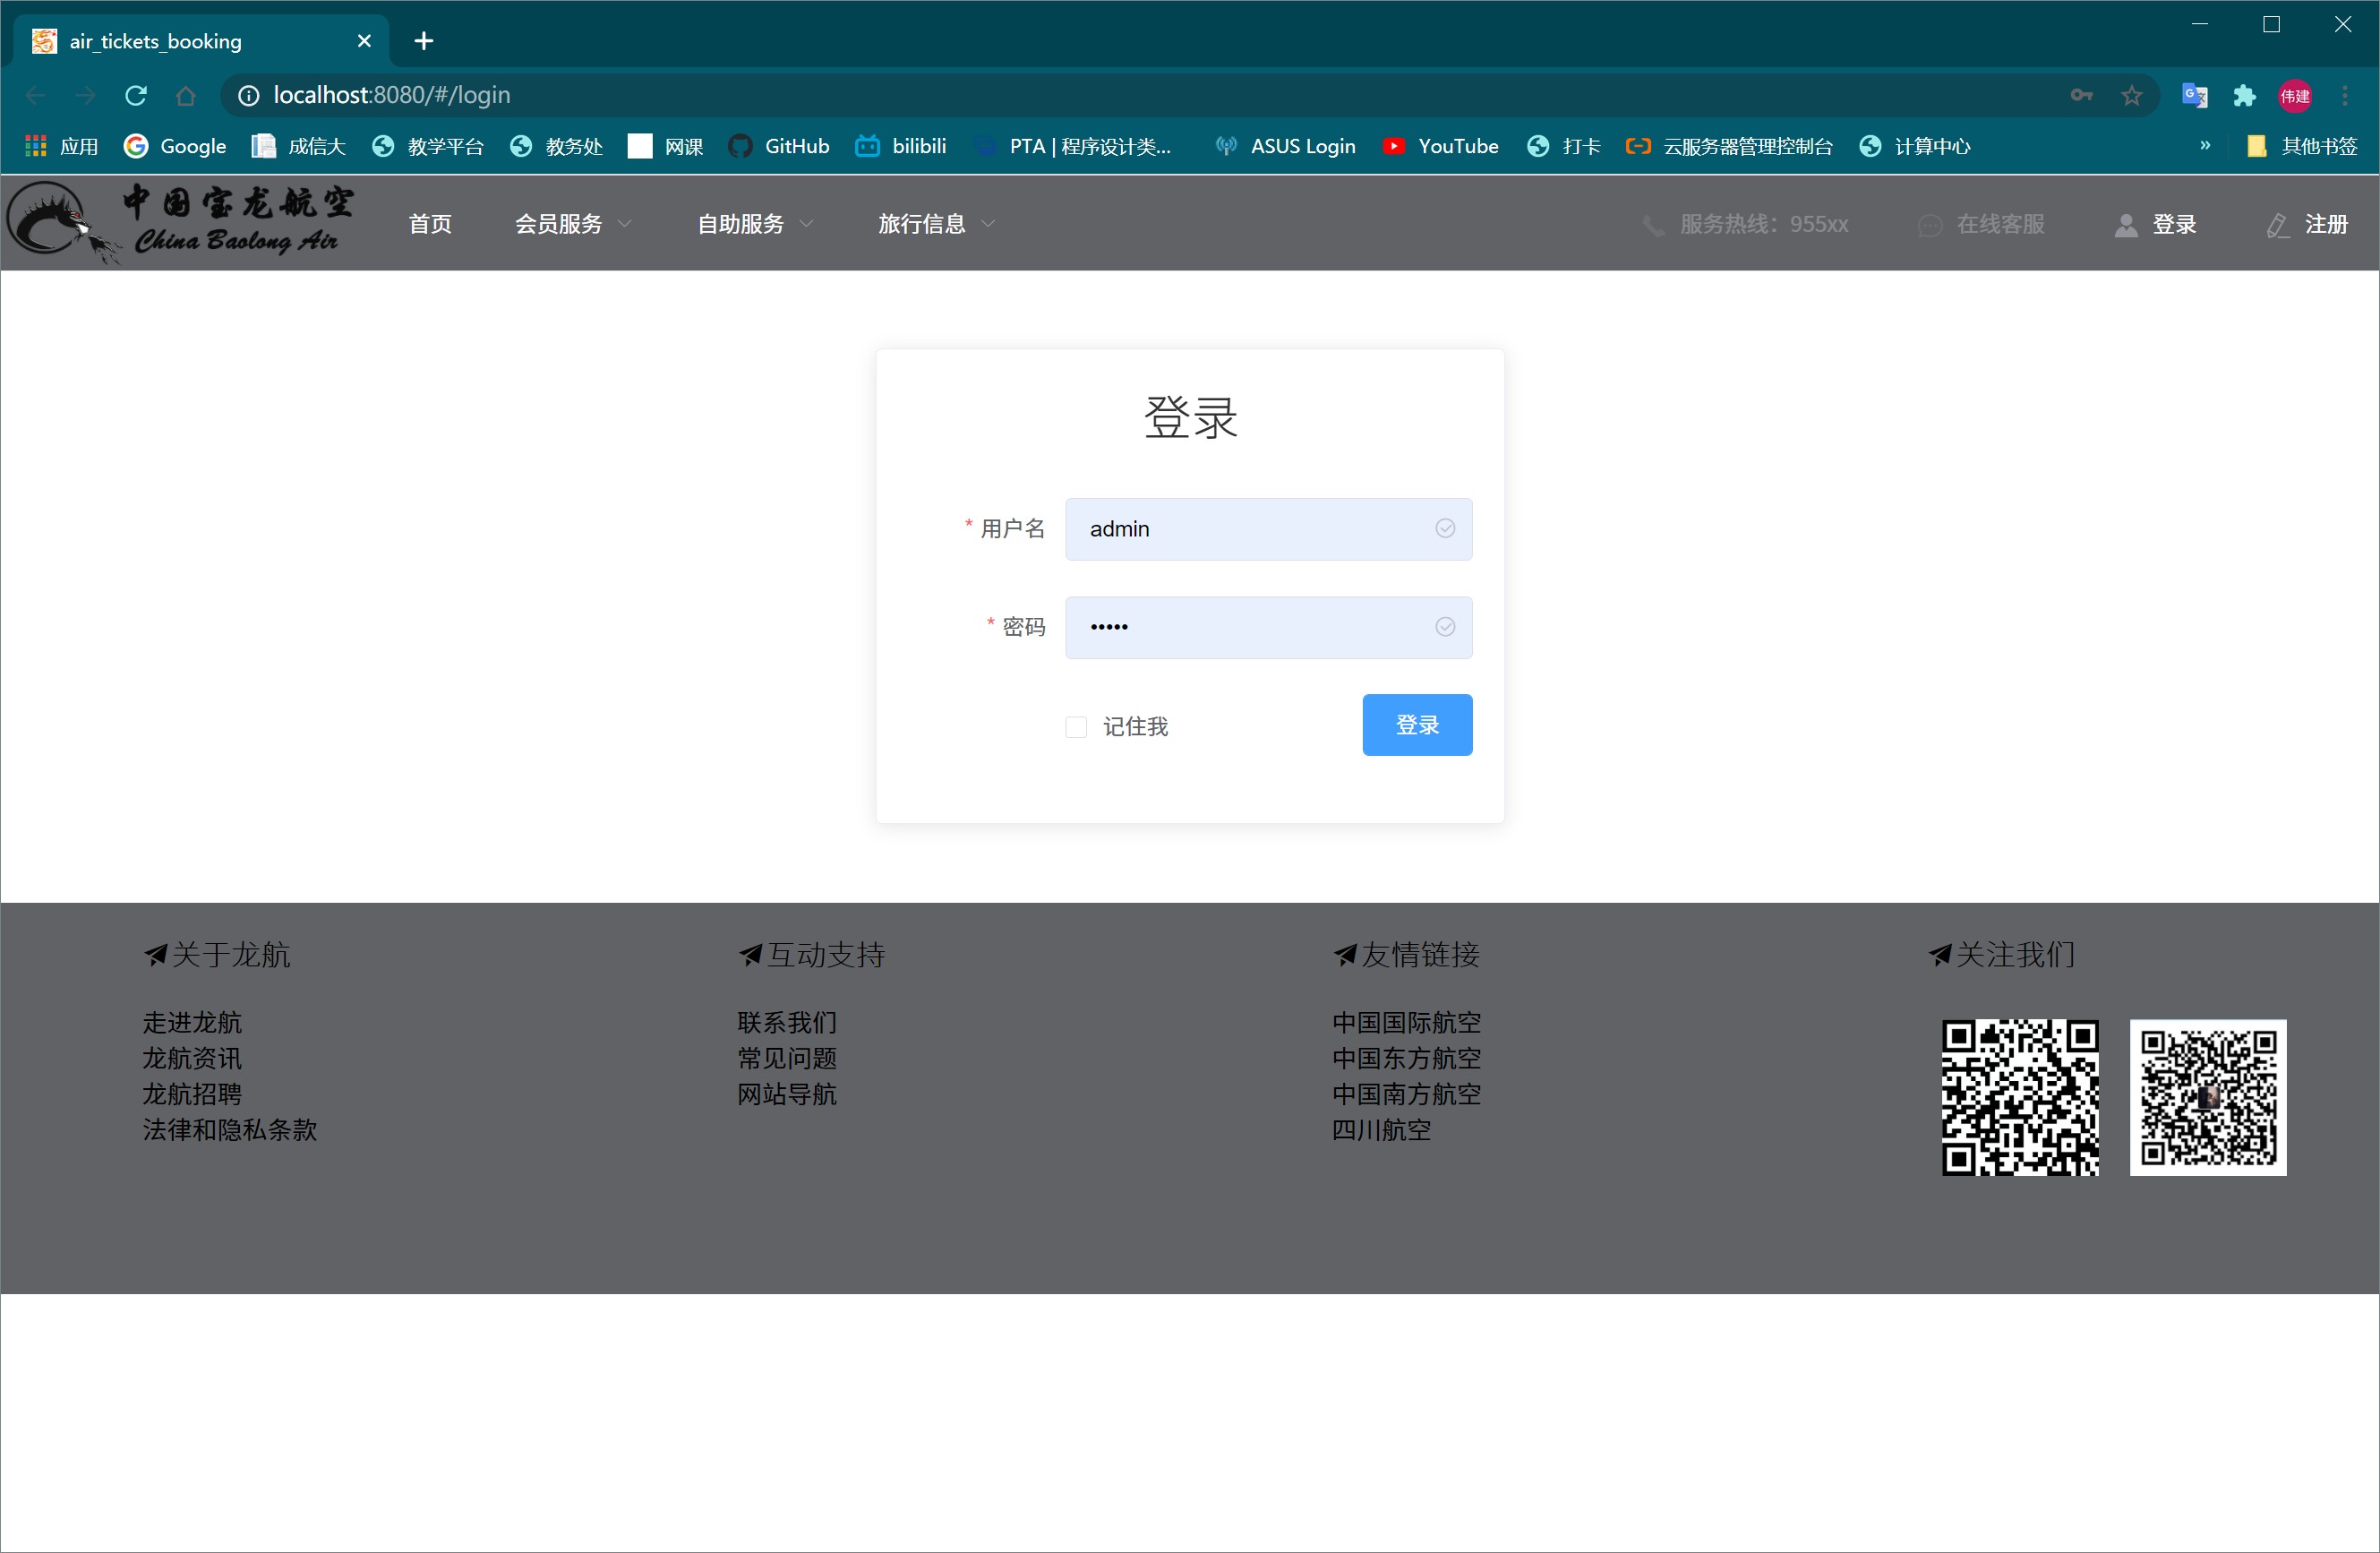 air_tickets_booking
localhost:8080/#/login
伟建
应用 Google 成信大 教学平台 教务处 网课 GitHub bilibili PTA | 程序设计类... ASUS Login YouTube 打卡 云服务器管理控制台 计算中心 » 其他书签
中国宝龙航空
China Baolong Air
首页 会员服务 自助服务 旅行信息 服务热线：955xx 在线客服 登录 注册
登录
* 用户名 admin
* 密码 •••••
记住我 登录
关于龙航
走进龙航
龙航资讯
龙航招聘
法律和隐私条款
互动支持
联系我们
常见问题
网站导航
友情链接
中国国际航空
中国东方航空
中国南方航空
四川航空
关注我们